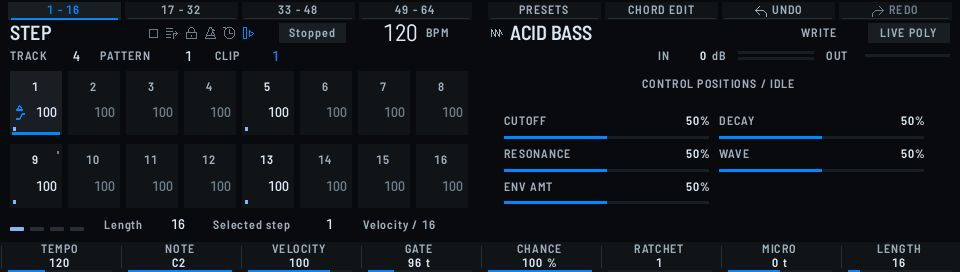 1 - 16 17 - 32 33 - 48 49 - 64 PRESETS CHORD EDIT UNDO REDO
STEP Stopped 120 BPM ACID BASS WRITE LIVE POLY
TRACK 4 PATTERN 1 CLIP 1 IN 0 dB OUT
CONTROL POSITIONS / IDLE
1 2 3 4 5 6 7 8
100 100 100 100 100 100 100 100
CUTOFF 50% DECAY 50%
RESONANCE 50% WAVE 50%
ENV AMT 50%
9 10 11 12 13 14 15 16
100 100 100 100 100 100 100 100
Length 16 Selected step 1 Velocity / 16
TEMPO NOTE VELOCITY GATE CHANCE RATCHET MICRO LENGTH
120 C2 100 96 t 100 % 1 0 t 16